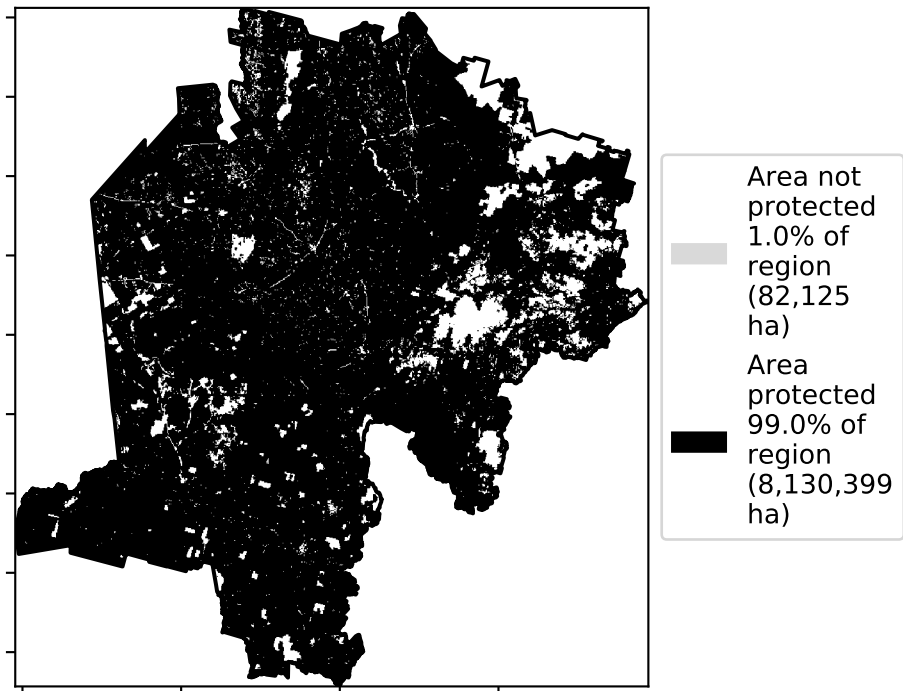 Area not
protected
1.0% of
region
(82,125
ha)
Area
protected
99.0% of
region
(8,130,399
ha)